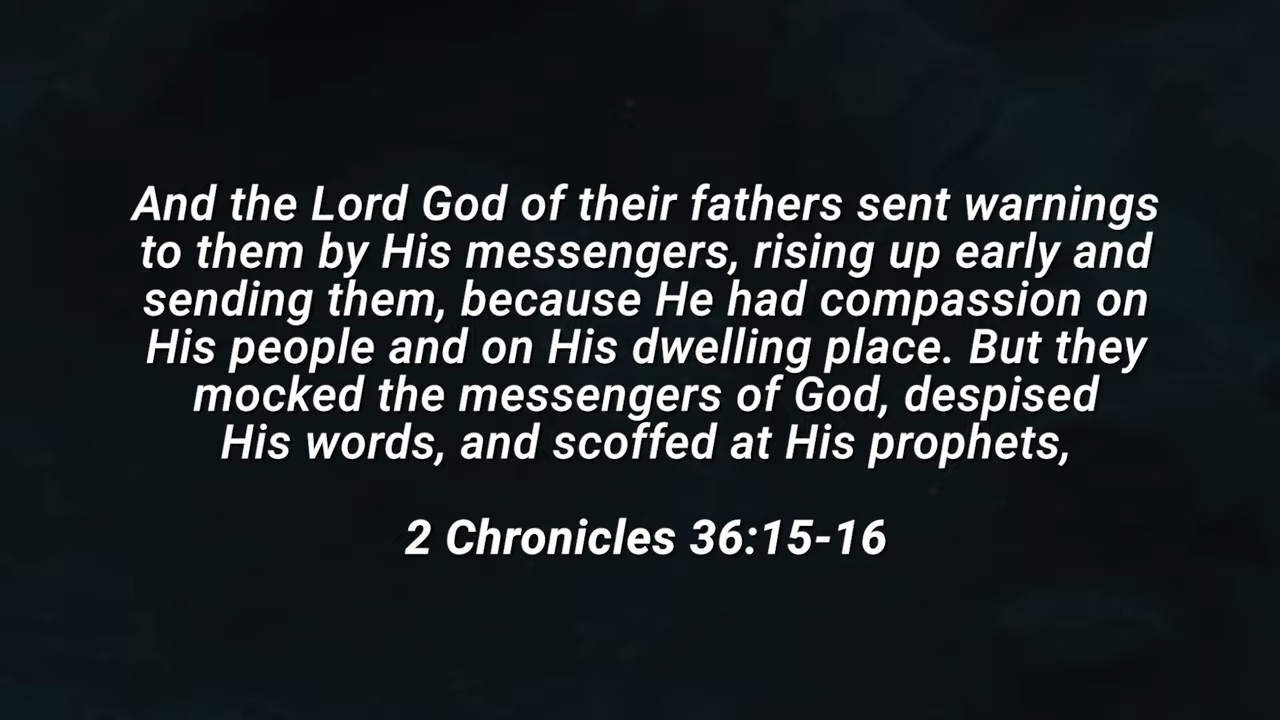 And the Lord God of their fathers sent warnings
to them by His messengers, rising up early and
sending them, because He had compassion on
His people and on His dwelling place. But they
mocked the messengers of God, despised
His words, and scoffed at His prophets,
2 Chronicles 36:15-16